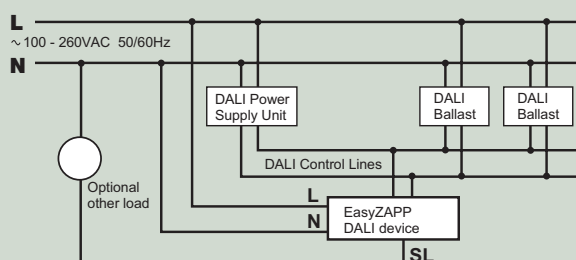 L
~ 100 - 260VAC 50/60Hz
N
DALI Power
Supply Unit
DALI
Ballast
DALI
Ballast
DALI Control Lines
Optional
other load
L
N
EasyZAPP
DALI device
SL